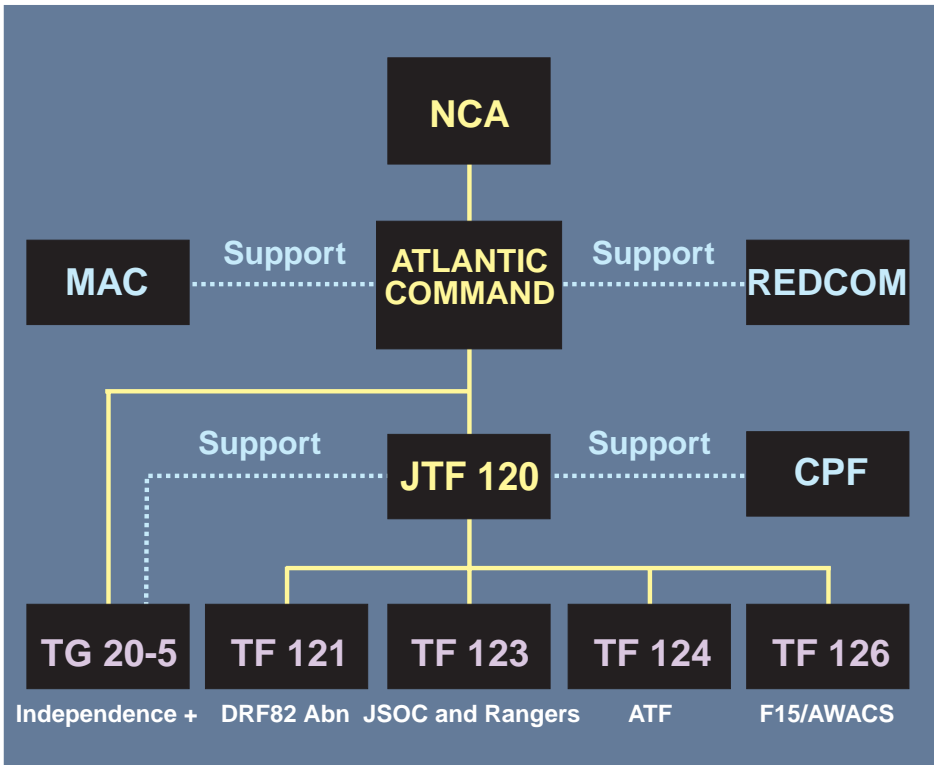 NCA
Support
Support
MAC
ATLANTIC
COMMAND
REDCOM
Support
Support
JTF 120
CPF
TG 20-5
TF 121
TF 123
TF 124
TF 126
Independence +
DRF82 Abn
JSOC and Rangers
ATF
F15/AWACS